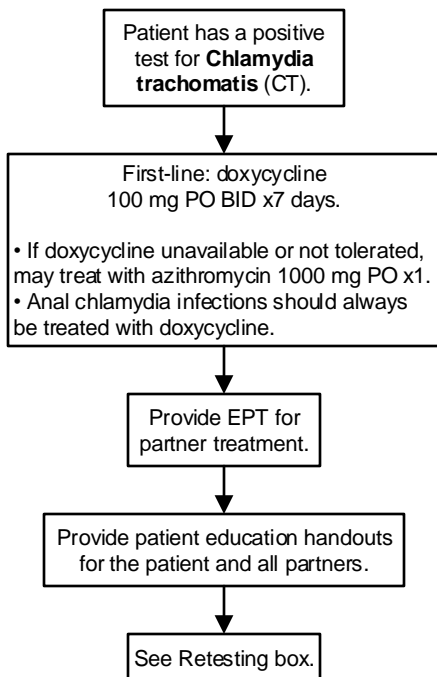 Patient has a positive
test for Chlamydia
trachomatis (CT).
First-line: doxycycline
100 mg PO BID x7 days.
• If doxycycline unavailable or not tolerated,
may treat with azithromycin 1000 mg PO x1.
• Anal chlamydia infections should always
be treated with doxycycline.
Provide EPT for
partner treatment.
Provide patient education handouts
for the patient and all partners.
See Retesting box.